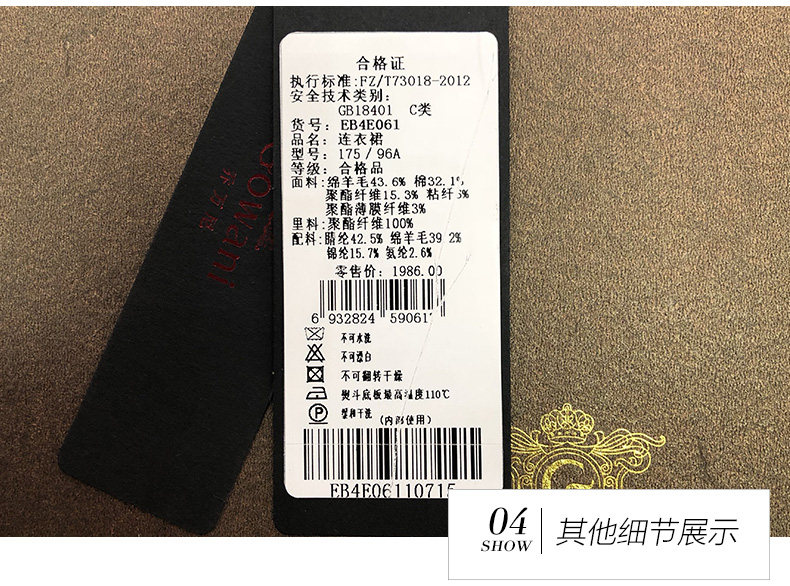 合格证
执行标准:FZ/T73018-2012
安全技术类别:
GB18401 C类
货号: EB4E061
品名: 连衣裙
型号: 175/96A
等级: 合格品
面料:绵羊毛43.6% 棉32.1%
聚酯纤维15.3% 粘纤6%
聚酯薄膜纤维3%
里料:聚酯纤维100%
配料:腈纶42.5% 绵羊毛39.2%
锦纶15.7% 氨纶2.6%
零售价: 1986.00
6 932824 59061
不可水洗
不可漂白
不可翻转干燥
熨斗底板最高温度110℃
P
缓和干洗
(内部使用)
EB4E06110715
Gowani
乔万尼
04
SHOW
其他细节展示